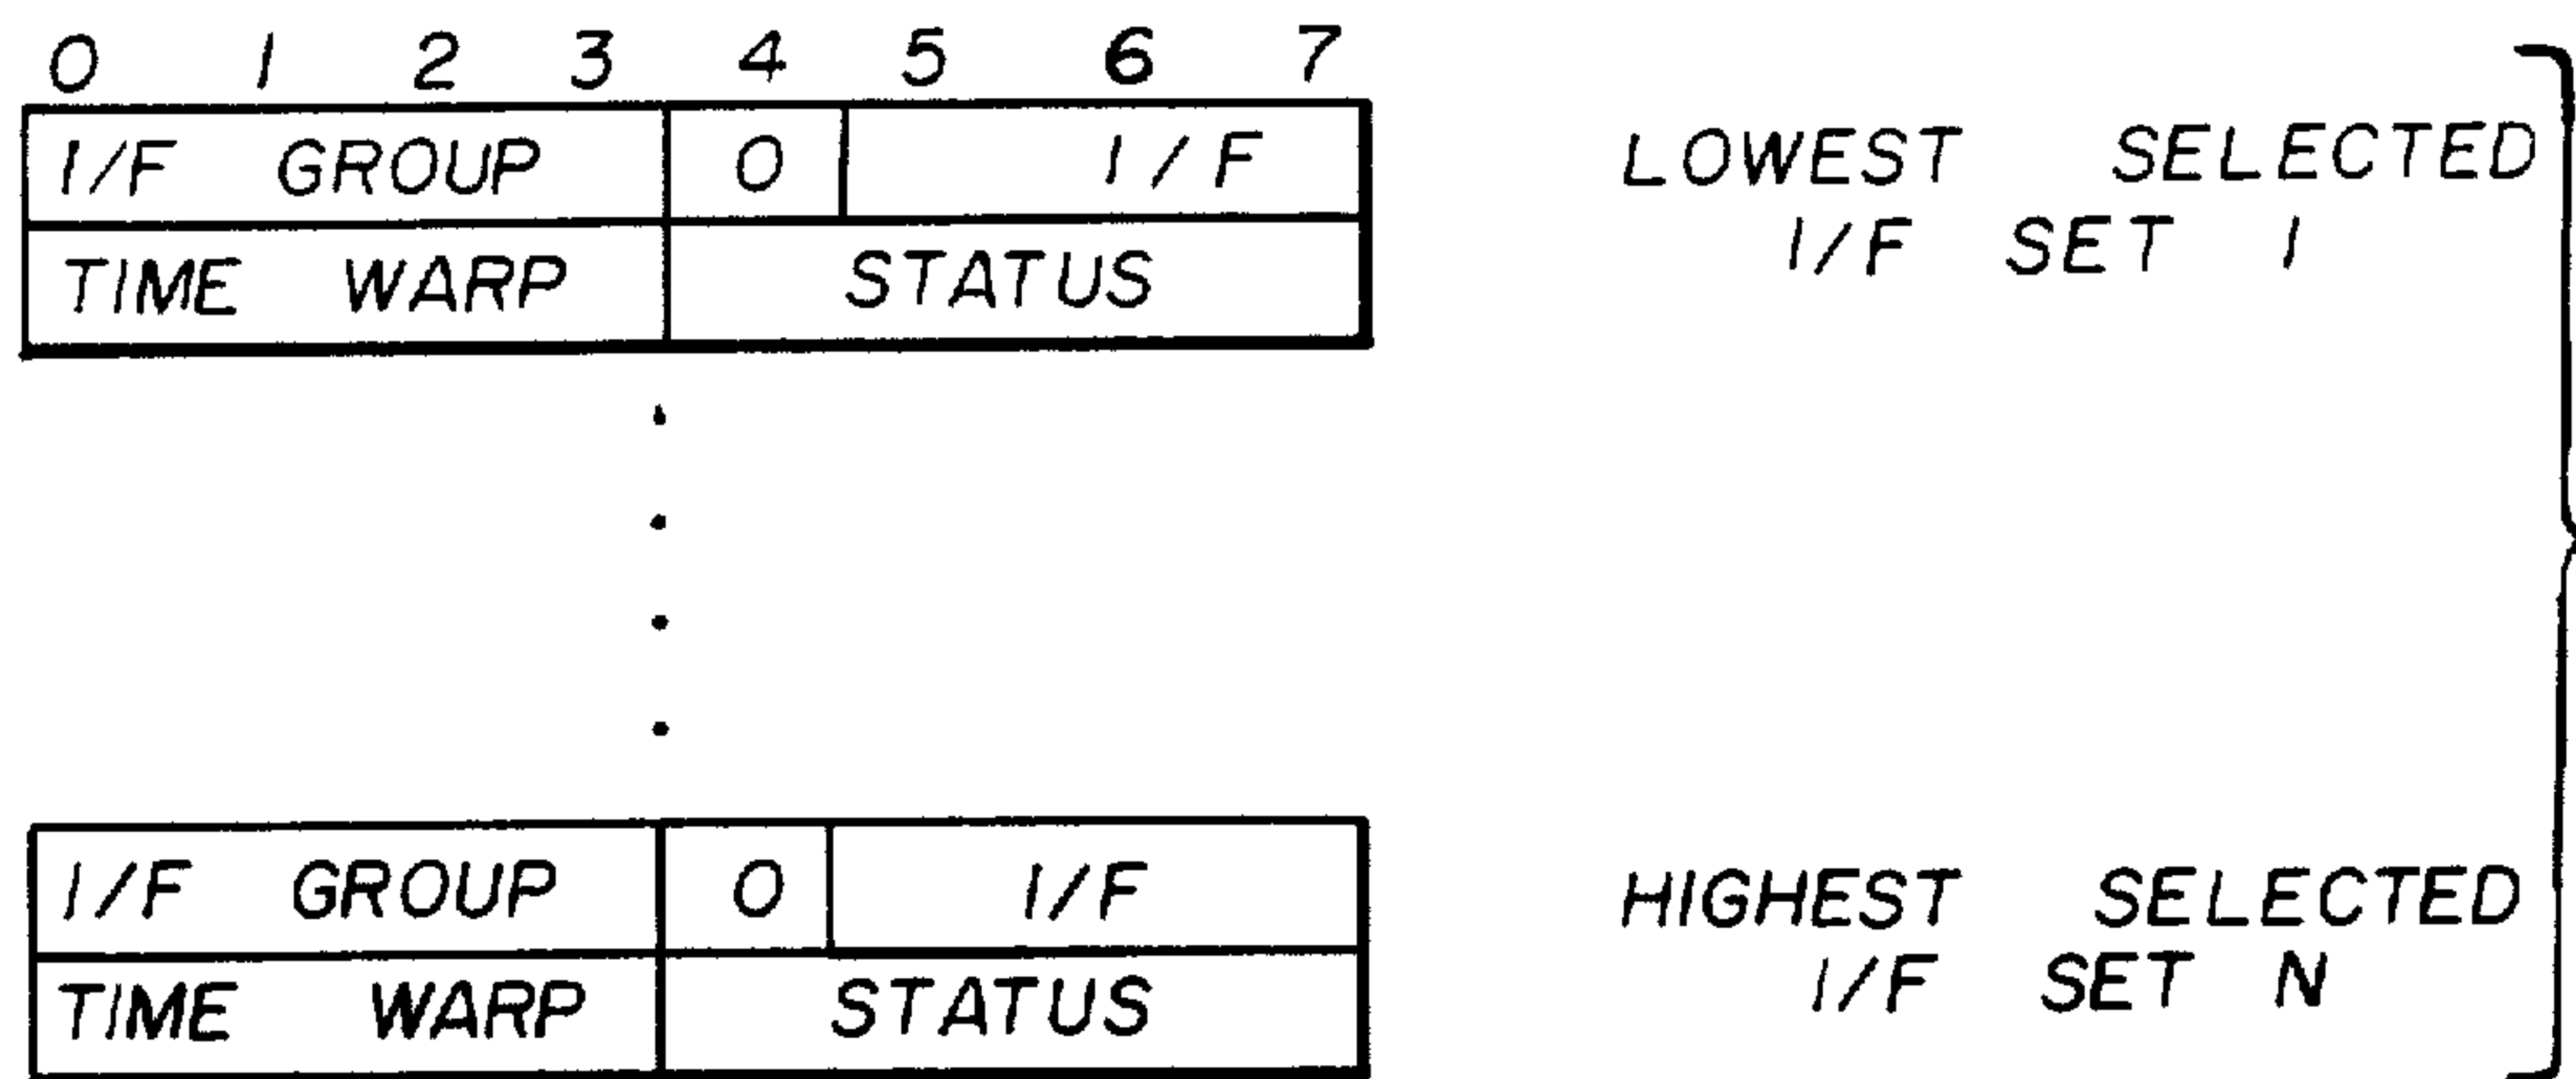 0 1 2 3 4 5 6 7
I/F GROUP 0 I/F
TIME WARP STATUS
LOWEST SELECTED
I/F SET 1
I/F GROUP 0 I/F
TIME WARP STATUS
HIGHEST SELECTED
I/F SET N